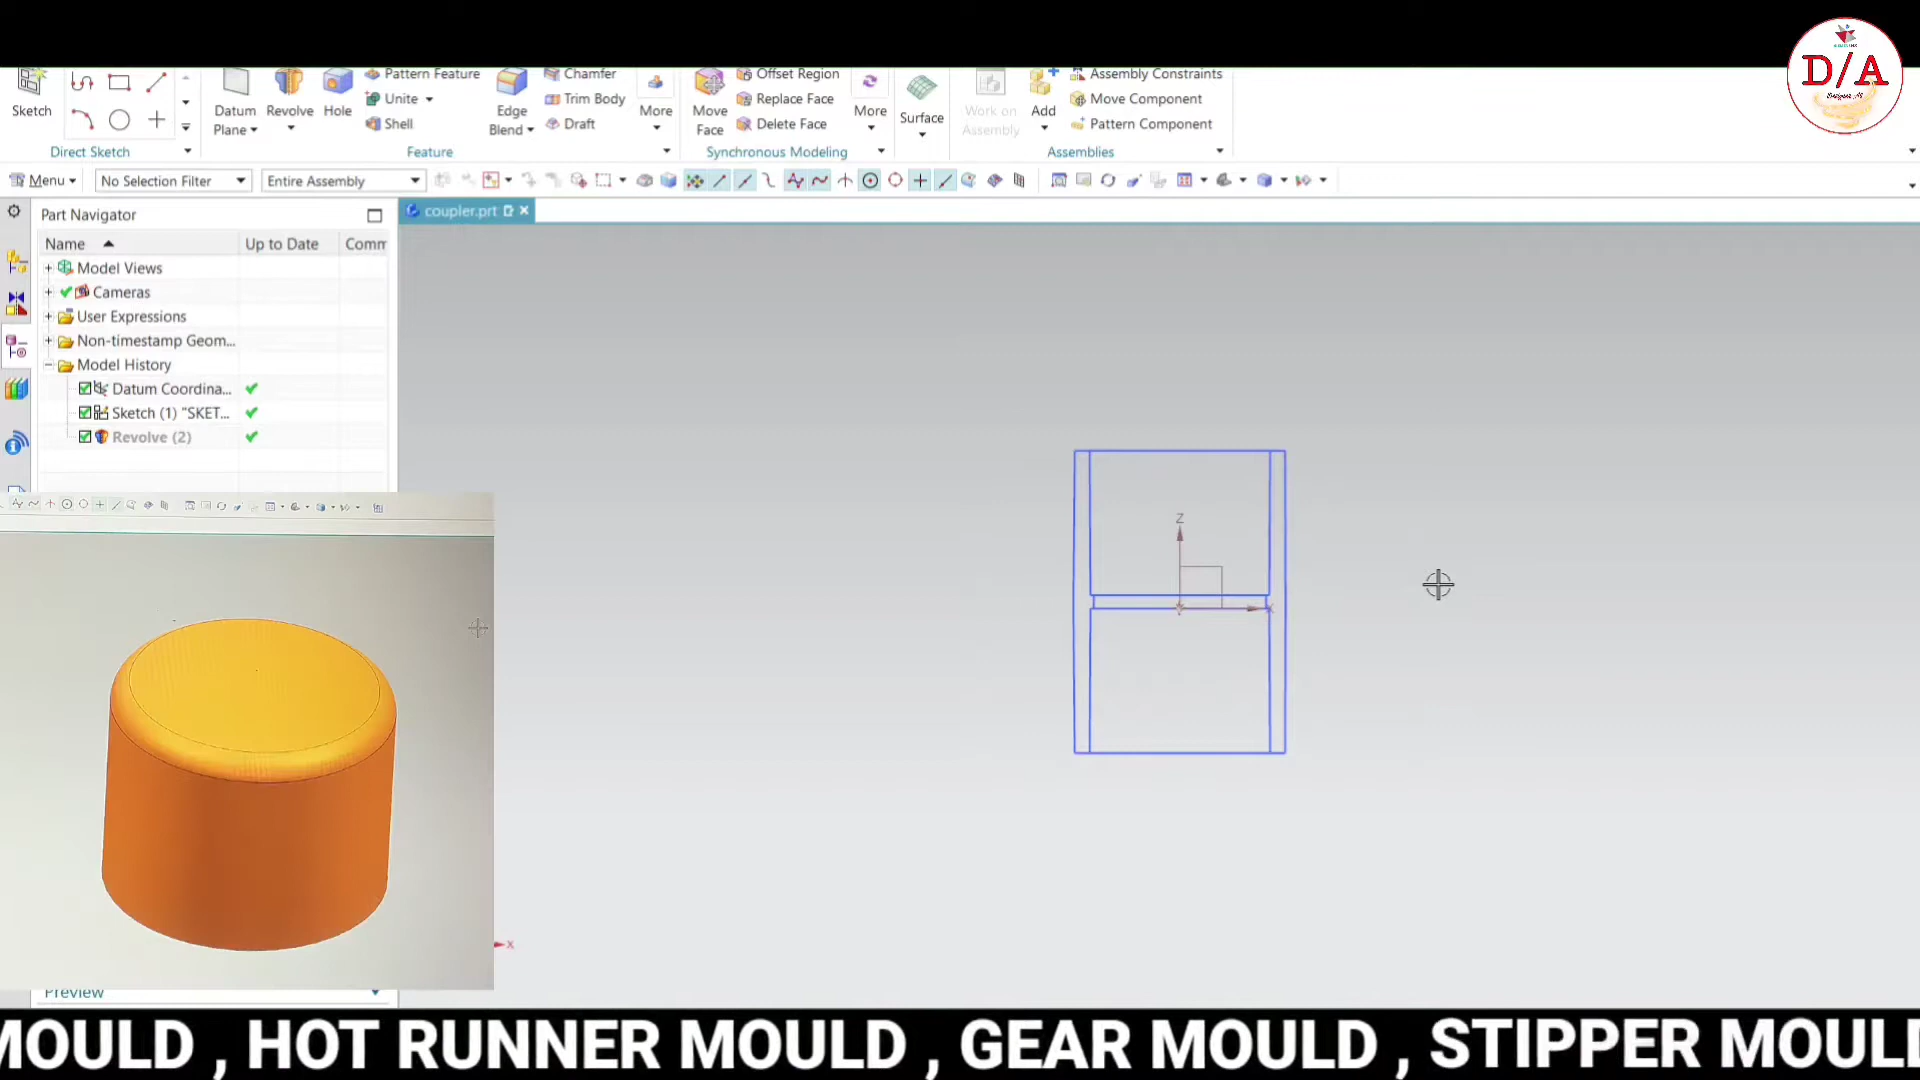 D/A
Pattern Feature
Chamfer
Offset Region
Assembly Constraints
Unite
Trim Body
Replace Face
Move Component
Shell
Draft
Delete Face
Pattern Component
Sketch
Datum Plane
Revolve
Hole
Edge Blend
More
Move Face
More
Surface
Work on Assembly
Add
Direct Sketch
Feature
Synchronous Modeling
Assemblies
Menu
No Selection Filter
Entire Assembly
Part Navigator
coupler.prt
Name
Up to Date
Comm
Model Views
Cameras
User Expressions
Non-timestamp Geom...
Model History
Datum Coordina...
Sketch (1) "SKET...
Revolve (2)
Z
X
X
Preview
MOULD , HOT RUNNER MOULD , GEAR MOULD , STIPPER MOULD